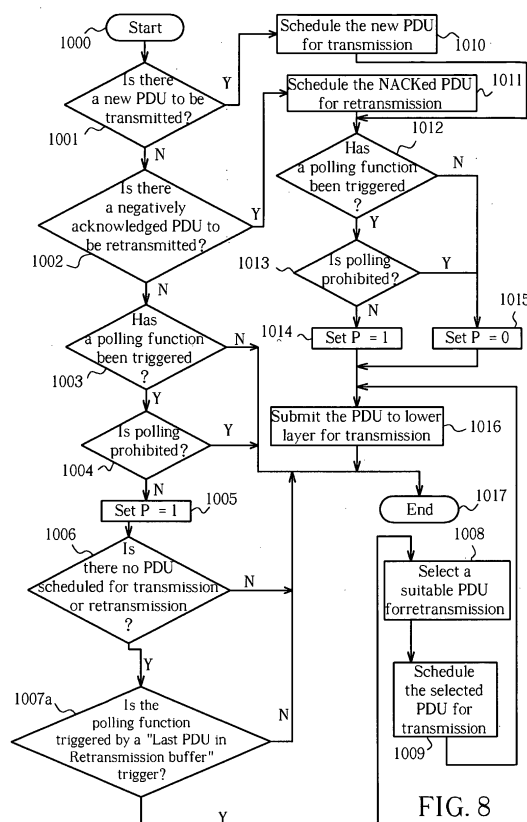 1000
Start
Is there
a new PDU to be
transmitted?
1001
Y
N
Is there
a negatively
acknowledged PDU to
be retransmitted?
1002
Y
N
Has
a polling function
been triggered
?
1003
N
Y
Is polling
prohibited?
1004
Y
N
Set P = 1
1005
1006
Is
there no PDU
scheduled for transmission
or retransmission
?
N
Y
1007a
Is the
polling function
triggered by a "Last PDU in
Retransmission buffer"
trigger?
N
Y
Schedule the new PDU
for transmission
1010
Schedule the NACKed PDU
for retransmission
1011
1012
Has
a polling function
been triggered
?
N
Y
1013
Is polling
prohibited?
Y
N
1014
Set P = 1
1015
Set P = 0
Submit the PDU to lower
layer for transmission
1016
End
1017
1008
Select a
suitable PDU
forretransmission
Schedule
the selected
PDU for
transmission
1009
FIG. 8